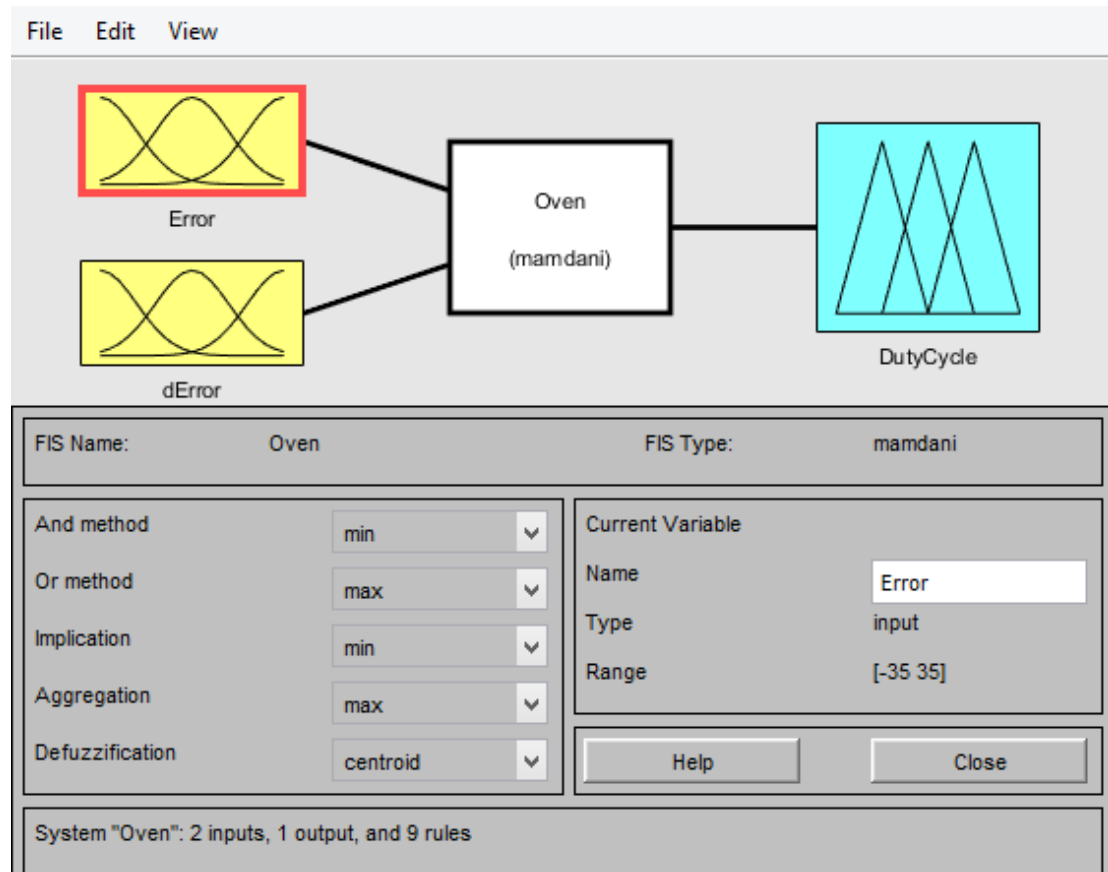 File Edit View
Error
dError
Oven
(mamdani)
DutyCycle
FIS Name: Oven FIS Type: mamdani
And method min
Or method max
Implication min
Aggregation max
Defuzzification centroid
Current Variable
Name Error
Type input
Range [-35 35]
Help Close
System "Oven": 2 inputs, 1 output, and 9 rules